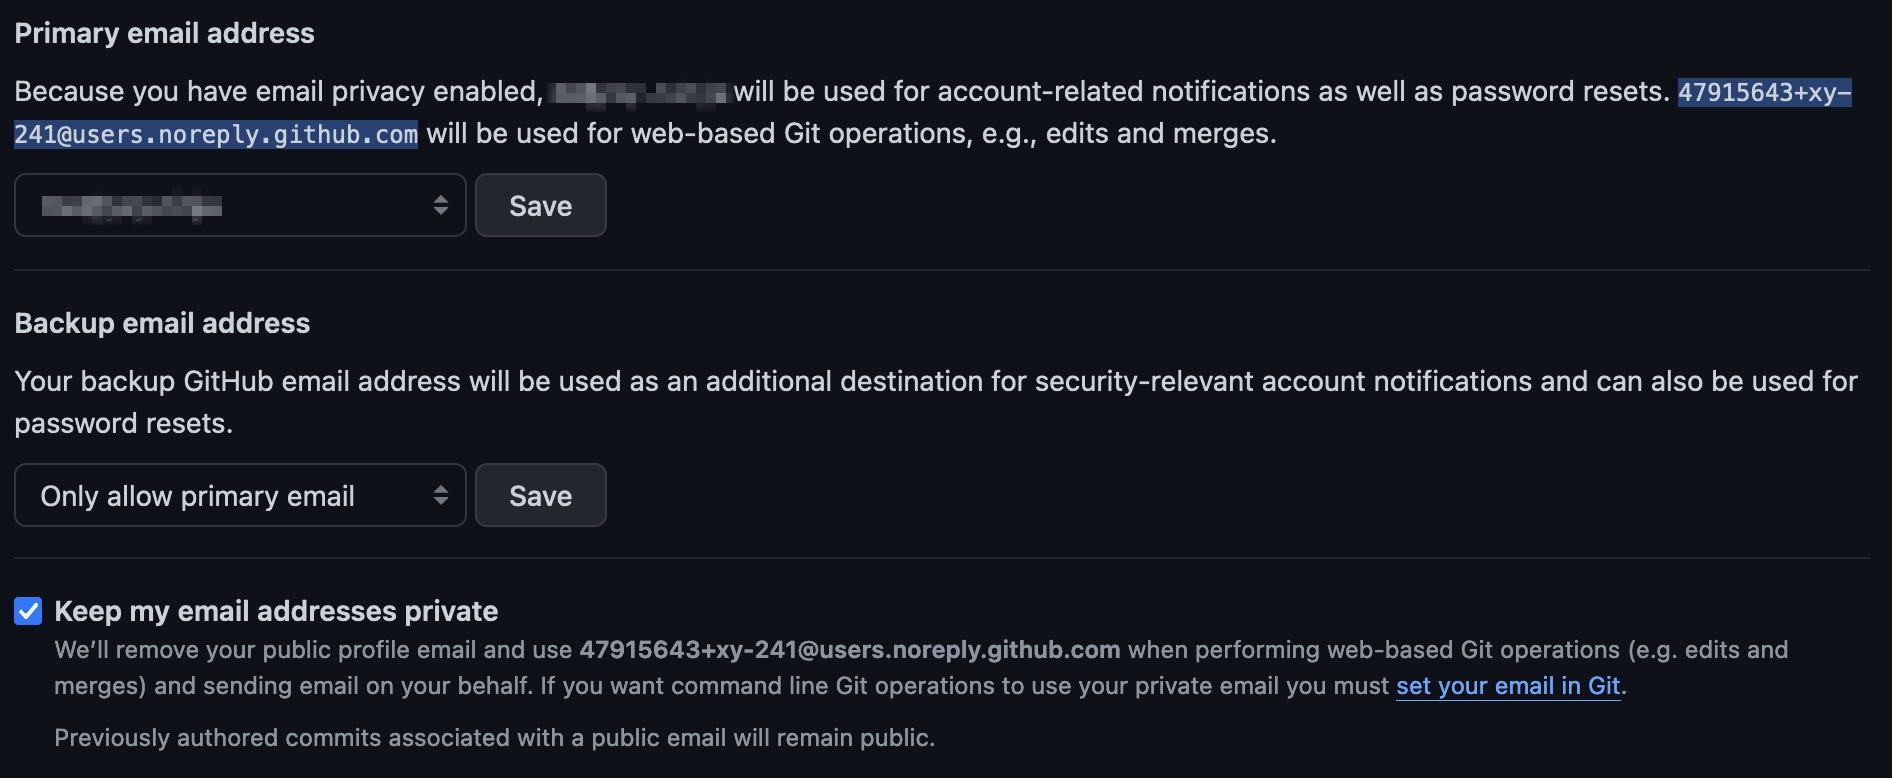 Primary email address
Because you have email privacy enabled, will be used for account-related notifications as well as password resets. 47915643+xy-
241@users.noreply.github.com will be used for web-based Git operations, e.g., edits and merges.
Save
Backup email address
Your backup GitHub email address will be used as an additional destination for security-relevant account notifications and can also be used for
password resets.
Only allow primary email Save
Keep my email addresses private
We’ll remove your public profile email and use 47915643+xy-241@users.noreply.github.com when performing web-based Git operations (e.g. edits and
merges) and sending email on your behalf. If you want command line Git operations to use your private email you must set your email in Git.
Previously authored commits associated with a public email will remain public.